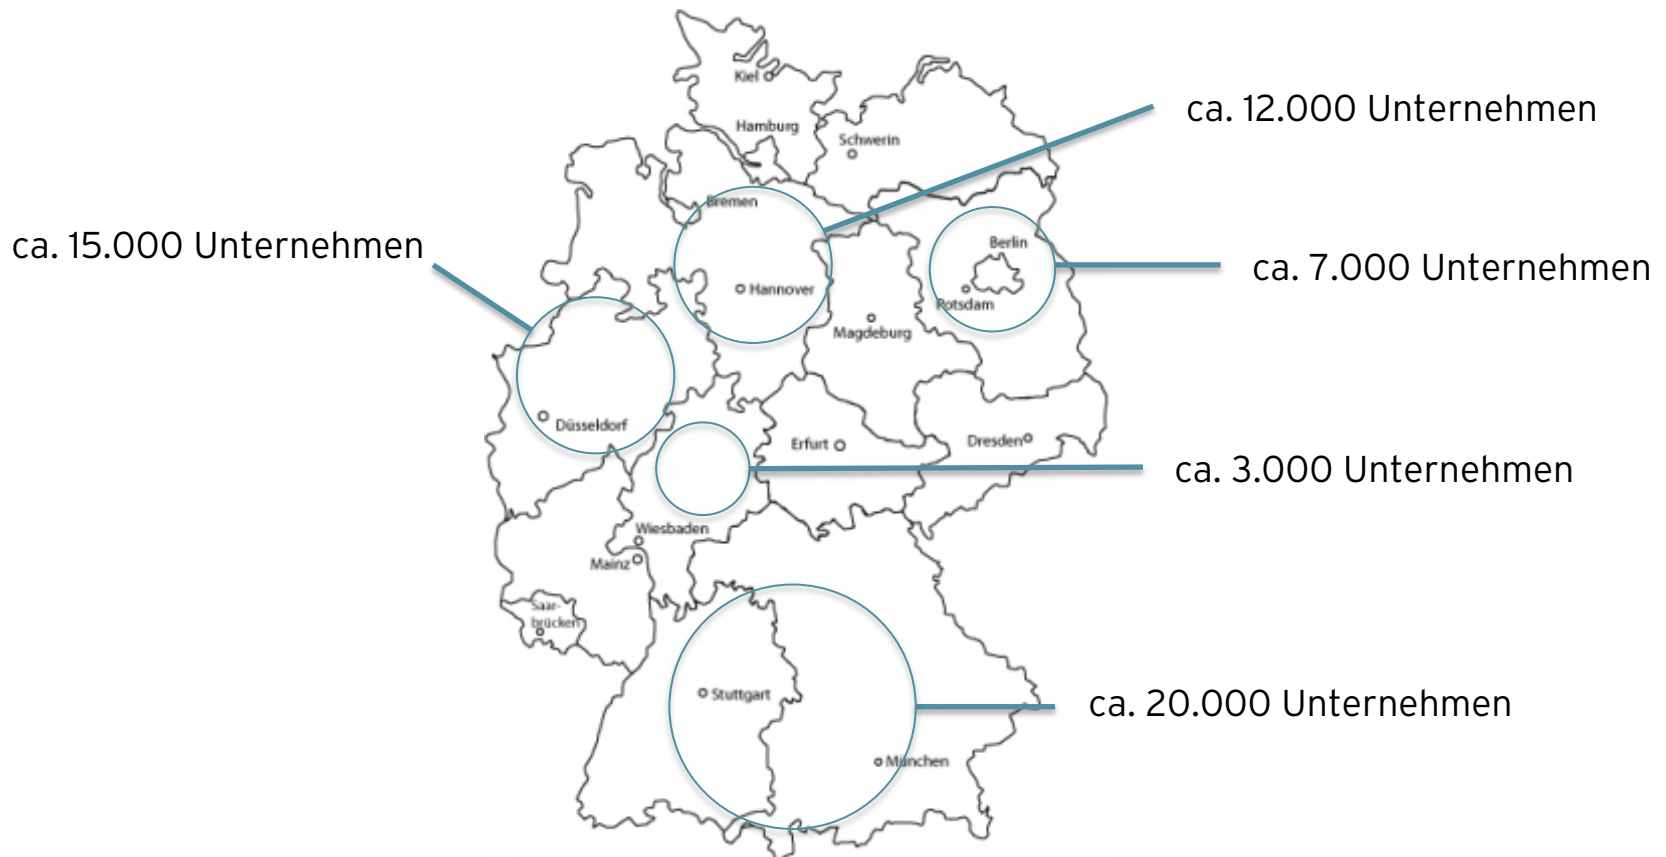 Kiel
ca. 12.000 Unternehmen
Hamburg
Schwerin
Bremen
ca. 15.000 Unternehmen
Berlin
ca. 7.000 Unternehmen
Hannover
Potsdam
Magdeburg
Düsseldorf
Erfurt
Dresden
ca. 3.000 Unternehmen
Wiesbaden
Mainz
Saar-
brücken
Stuttgart
ca. 20.000 Unternehmen
München